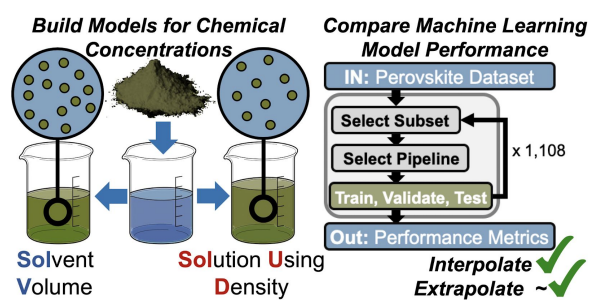 Build Models for Chemical
Concentrations
Solvent
Volume
Solution Using
Density
Compare Machine Learning
Model Performance
IN: Perovskite Dataset
Select Subset
Select Pipeline
x 1,108
Train, Validate, Test
Out: Performance Metrics
Interpolate ✓
Extrapolate ~✓